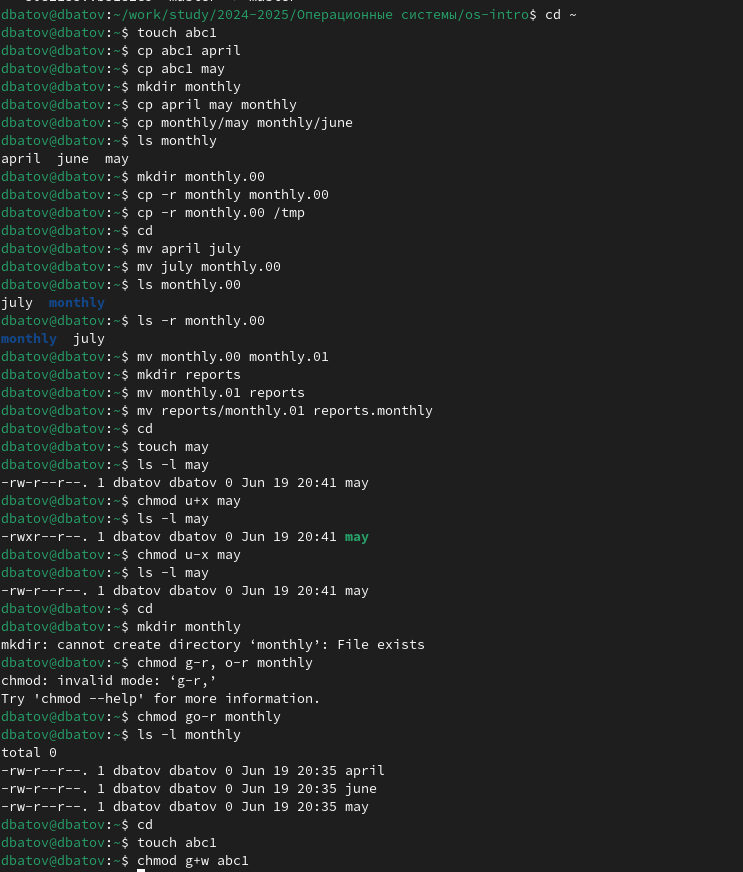 dbatov@dbatov:~/work/study/2024-2025/Операционные системы/os-intro$ cd ~
dbatov@dbatov:~$ touch abc1
dbatov@dbatov:~$ cp abc1 april
dbatov@dbatov:~$ cp abc1 may
dbatov@dbatov:~$ mkdir monthly
dbatov@dbatov:~$ cp april may monthly
dbatov@dbatov:~$ cp monthly/may monthly/june
dbatov@dbatov:~$ ls monthly
april  june  may
dbatov@dbatov:~$ mkdir monthly.00
dbatov@dbatov:~$ cp -r monthly monthly.00
dbatov@dbatov:~$ cp -r monthly.00 /tmp
dbatov@dbatov:~$ cd
dbatov@dbatov:~$ mv april july
dbatov@dbatov:~$ mv july monthly.00
dbatov@dbatov:~$ ls monthly.00
july  monthly
dbatov@dbatov:~$ ls -r monthly.00
monthly  july
dbatov@dbatov:~$ mv monthly.00 monthly.01
dbatov@dbatov:~$ mkdir reports
dbatov@dbatov:~$ mv monthly.01 reports
dbatov@dbatov:~$ mv reports/monthly.01 reports.monthly
dbatov@dbatov:~$ cd
dbatov@dbatov:~$ touch may
dbatov@dbatov:~$ ls -l may
-rw-r--r--. 1 dbatov dbatov 0 Jun 19 20:41 may
dbatov@dbatov:~$ chmod u+x may
dbatov@dbatov:~$ ls -l may
-rwxr--r--. 1 dbatov dbatov 0 Jun 19 20:41 may
dbatov@dbatov:~$ chmod u-x may
dbatov@dbatov:~$ ls -l may
-rw-r--r--. 1 dbatov dbatov 0 Jun 19 20:41 may
dbatov@dbatov:~$ cd
dbatov@dbatov:~$ mkdir monthly
mkdir: cannot create directory ‘monthly’: File exists
dbatov@dbatov:~$ chmod g-r, o-r monthly
chmod: invalid mode: ‘g-r,’
Try 'chmod --help' for more information.
dbatov@dbatov:~$ chmod go-r monthly
dbatov@dbatov:~$ ls -l monthly
total 0
-rw-r--r--. 1 dbatov dbatov 0 Jun 19 20:35 april
-rw-r--r--. 1 dbatov dbatov 0 Jun 19 20:35 june
-rw-r--r--. 1 dbatov dbatov 0 Jun 19 20:35 may
dbatov@dbatov:~$ cd
dbatov@dbatov:~$ touch abc1
dbatov@dbatov:~$ chmod g+w abc1